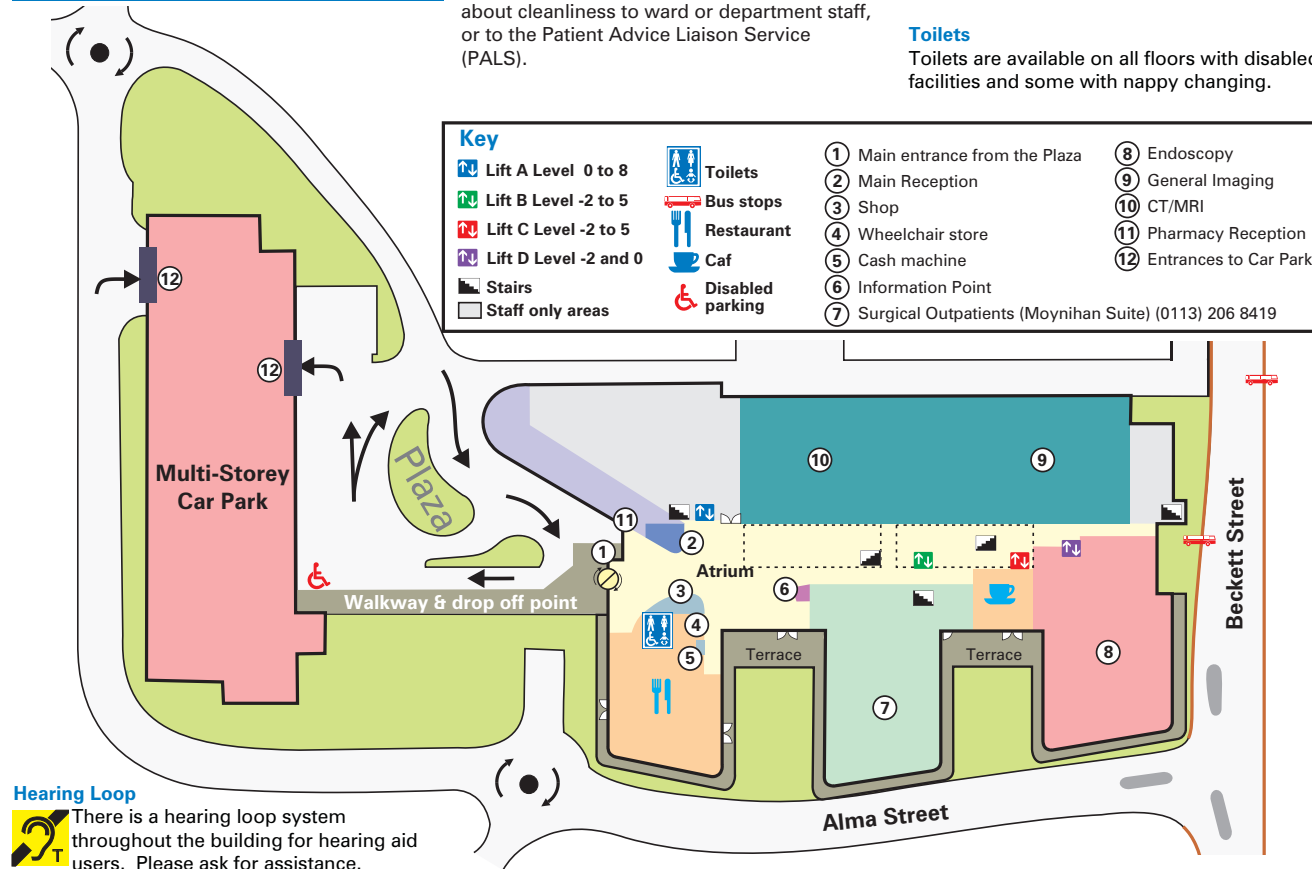 about cleanliness to ward or department staff,
or to the Patient Advice Liaison Service
(PALS).
Toilets
Toilets are available on all floors with disabled
facilities and some with nappy changing.
Key
Lift A Level 0 to 8
Lift B Level -2 to 5
Lift C Level -2 to 5
Lift D Level -2 and 0
Stairs
Staff only areas
Toilets
Bus stops
Restaurant
Caf
Disabled
parking
1 Main entrance from the Plaza
2 Main Reception
3 Shop
4 Wheelchair store
5 Cash machine
6 Information Point
7 Surgical Outpatients (Moynihan Suite) (0113) 206 8419
8 Endoscopy
9 General Imaging
10 CT/MRI
11 Pharmacy Reception
12 Entrances to Car Park
12
12
Multi-Storey
Car Park
Plaza
10
9
11
1
2
Atrium
3
6
Walkway & drop off point
4
5
Terrace
Terrace
8
7
Beckett Street
Alma Street
Hearing Loop
T
There is a hearing loop system
throughout the building for hearing aid
users. Please ask for assistance.